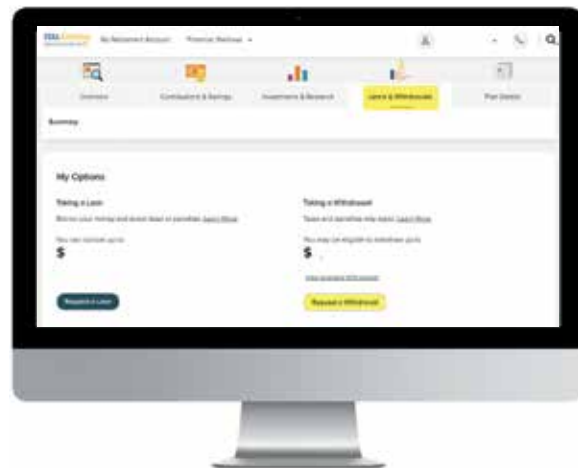 My Retirement Account Financial Wellness
Overview Contributions & Savings Investments & Research Loans & Withdrawals Plan Details
Summary
My Options
Taking a Loan
Taking a Withdrawal
Borrow your money and avoid taxes or penalties Learn More
Taxes and penalties may apply Learn More
You can borrow up to
You may be eligible to withdraw up to
$
$
Request a Loan
Request a Withdrawal